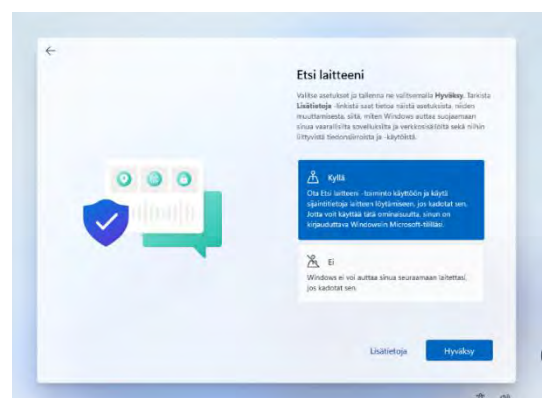 Etsi laitteeni
Valitse asetukset ja tallenna ne valitsemalla Hyväksy. Tarkista
Lisätietoja -linkistä saat tietoa näistä asetuksista, niiden
muuttamisesta, siitä, miten Windows auttaa suojaamaan
sinua vaarallisilta sovelluksilta ja verkkosisällöltä sekä niihin
liittyvistä tiedonsiirroista ja -käytöistä.
Kyllä
Ota Etsi laitteeni -toiminto käyttöön ja käytä
sijaintitietoja laitteen löytämiseen, jos kadotat sen.
Jotta voit käyttää tätä ominaisuutta, sinun on
kirjauduttava Windowsiin Microsoft-tililläsi.
Ei
Windows ei voi auttaa sinua seuraamaan laitettasi,
jos kadotat sen.
Lisätietoja
Hyväksy